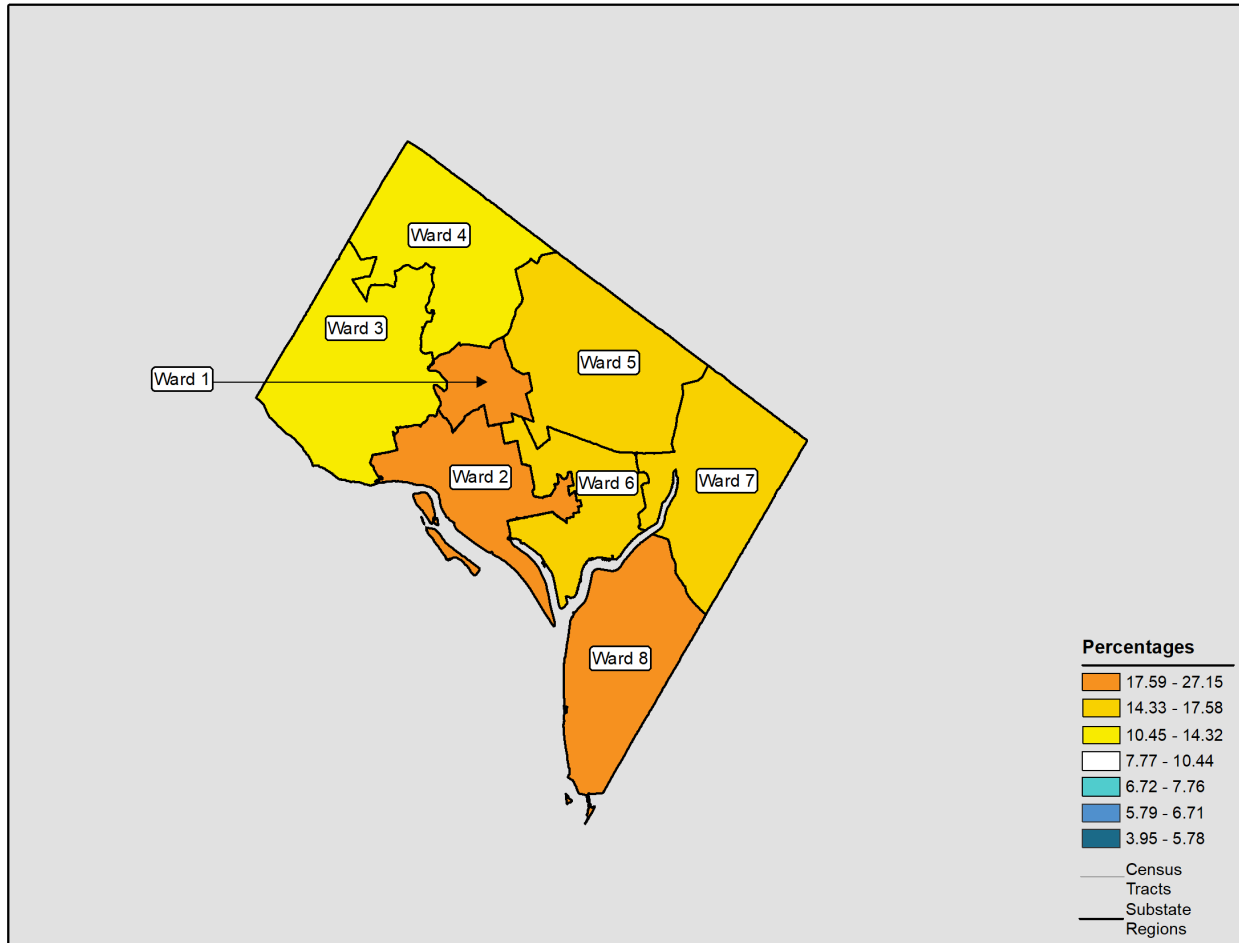 Ward 4
Ward 3
Ward 5
Ward 1
Ward 2
Ward 6
Ward 7
Ward 8
Percentages
17.59 - 27.15
14.33 - 17.58
10.45 - 14.32
7.77 - 10.44
6.72 - 7.76
5.79 - 6.71
3.95 - 5.78
Census
Tracts
Substate
Regions